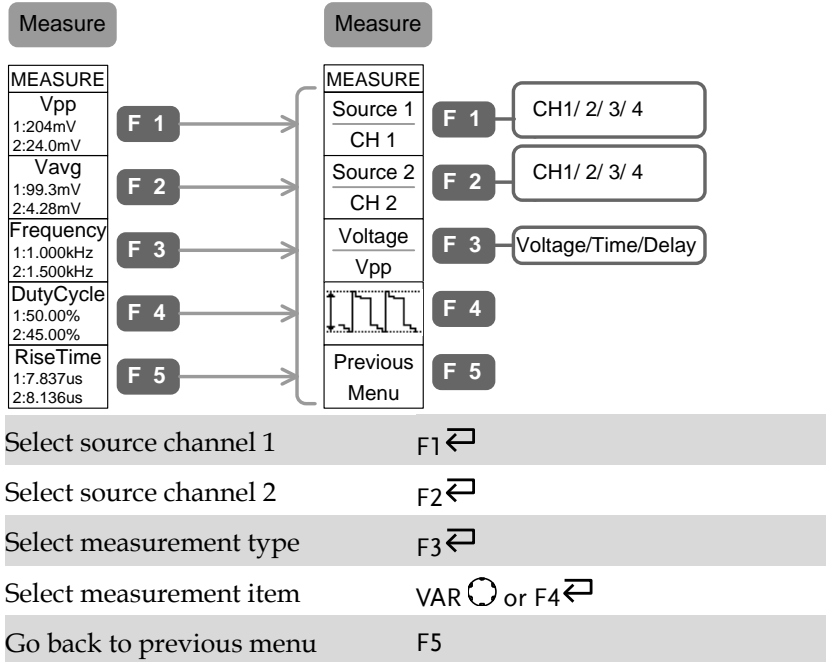 Measure
MEASURE
Vpp
1:204mV
2:24.0mV
F 1
Vavg
1:99.3mV
2:4.28mV
F 2
Frequency
1:1.000kHz
2:1.500kHz
F 3
DutyCycle
1:50.00%
2:45.00%
F 4
RiseTime
1:7.837us
2:8.136us
F 5
Measure
MEASURE
Source 1
CH 1
F 1
CH1/ 2/ 3/ 4
Source 2
CH 2
F 2
CH1/ 2/ 3/ 4
Voltage
Vpp
F 3
Voltage/Time/Delay
F 4
Previous
Menu
F 5
Select source channel 1 F1
Select source channel 2 F2
Select measurement type F3
Select measurement item VAR or F4
Go back to previous menu F5